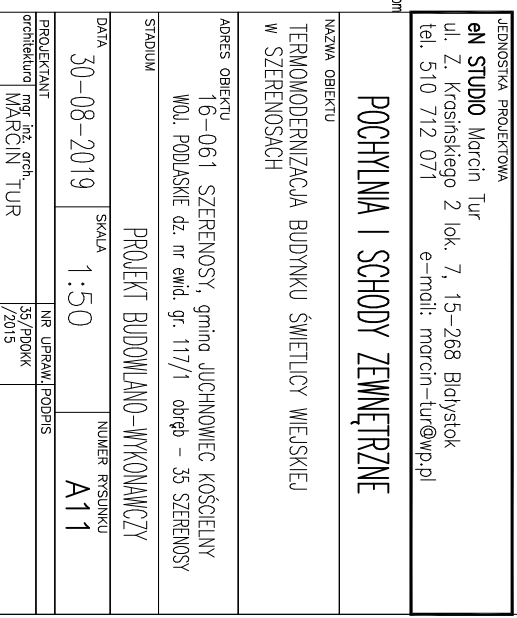 JEDNOSTKA PROJEKTOWA
eN STUDIO Marcin Tur
ul. Z. Krasińskiego 2 lok. 7, 15-268 Białystok
tel. 510 712 071 e-mail: marcin-tur@wp.pl
POCHYLNIA I SCHODY ZEWNĘTRZNE
NAZWA OBIEKTU
TERMOMODERNIZACJA BUDYNKU ŚWIETLICY WIEJSKIEJ
w SZERENOSACH
ADRES OBIEKTU
16-061 SZERENOSY, gmina JUCHNOWIEC KOŚCIELNY
WOJ. PODLASKIE dz. nr ewid. gr. 117/1 obręb - 35 SZERENOSY
STADIUM
PROJEKT BUDOWLANO-WYKONAWCZY
DATA SKALA NUMER RYSUNKU
30-08-2019 1:50 A11
PROJEKTANT NR UPRAW. PODPIS
architektura mgr inż. arch. MARCIN TUR 35/PDOKK
/2015